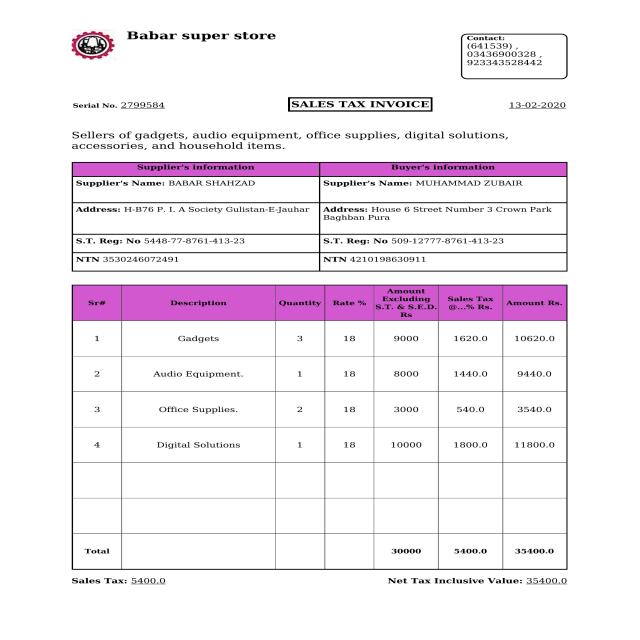 Babar super store
Contact:
(641539) ,
03436900328 ,
923343528442
Serial No. 2799584
SALES TAX INVOICE
13-02-2020
Sellers of gadgets, audio equipment, office supplies, digital solutions,
accessories, and household items.
Supplier's information Buyer's information
Supplier's Name: BABAR SHAHZAD Supplier's Name: MUHAMMAD ZUBAIR
Address: H-B76 P. I. A Society Gulistan-E-Jauhar Address: House 6 Street Number 3 Crown Park
Baghban Pura
S.T. Reg: No 5448-77-8761-413-23 S.T. Reg: No 509-12777-8761-413-23
NTN 3530246072491 NTN 4210198630911
Sr# Description Quantity Rate % Amount Excluding S.T. & S.E.D. Rs Sales Tax @...% Rs. Amount Rs.
1 Gadgets 3 18 9000 1620.0 10620.0
2 Audio Equipment. 1 18 8000 1440.0 9440.0
3 Office Supplies. 2 18 3000 540.0 3540.0
4 Digital Solutions 1 18 10000 1800.0 11800.0
Total 30000 5400.0 35400.0
Sales Tax: 5400.0 Net Tax Inclusive Value: 35400.0